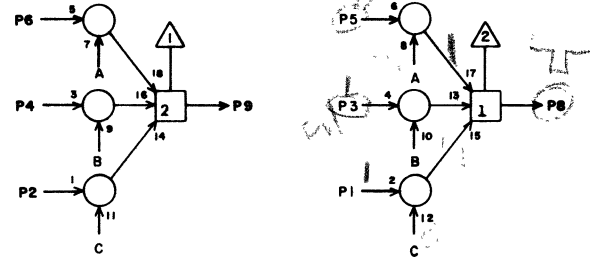 P6 5 7 A 1 18
P4 3 9 B 16 2 P9
P2 1 11 C 14
P5 6 8 A 2 17
P3 4 10 B 13 1 P8
P1 2 12 C 15